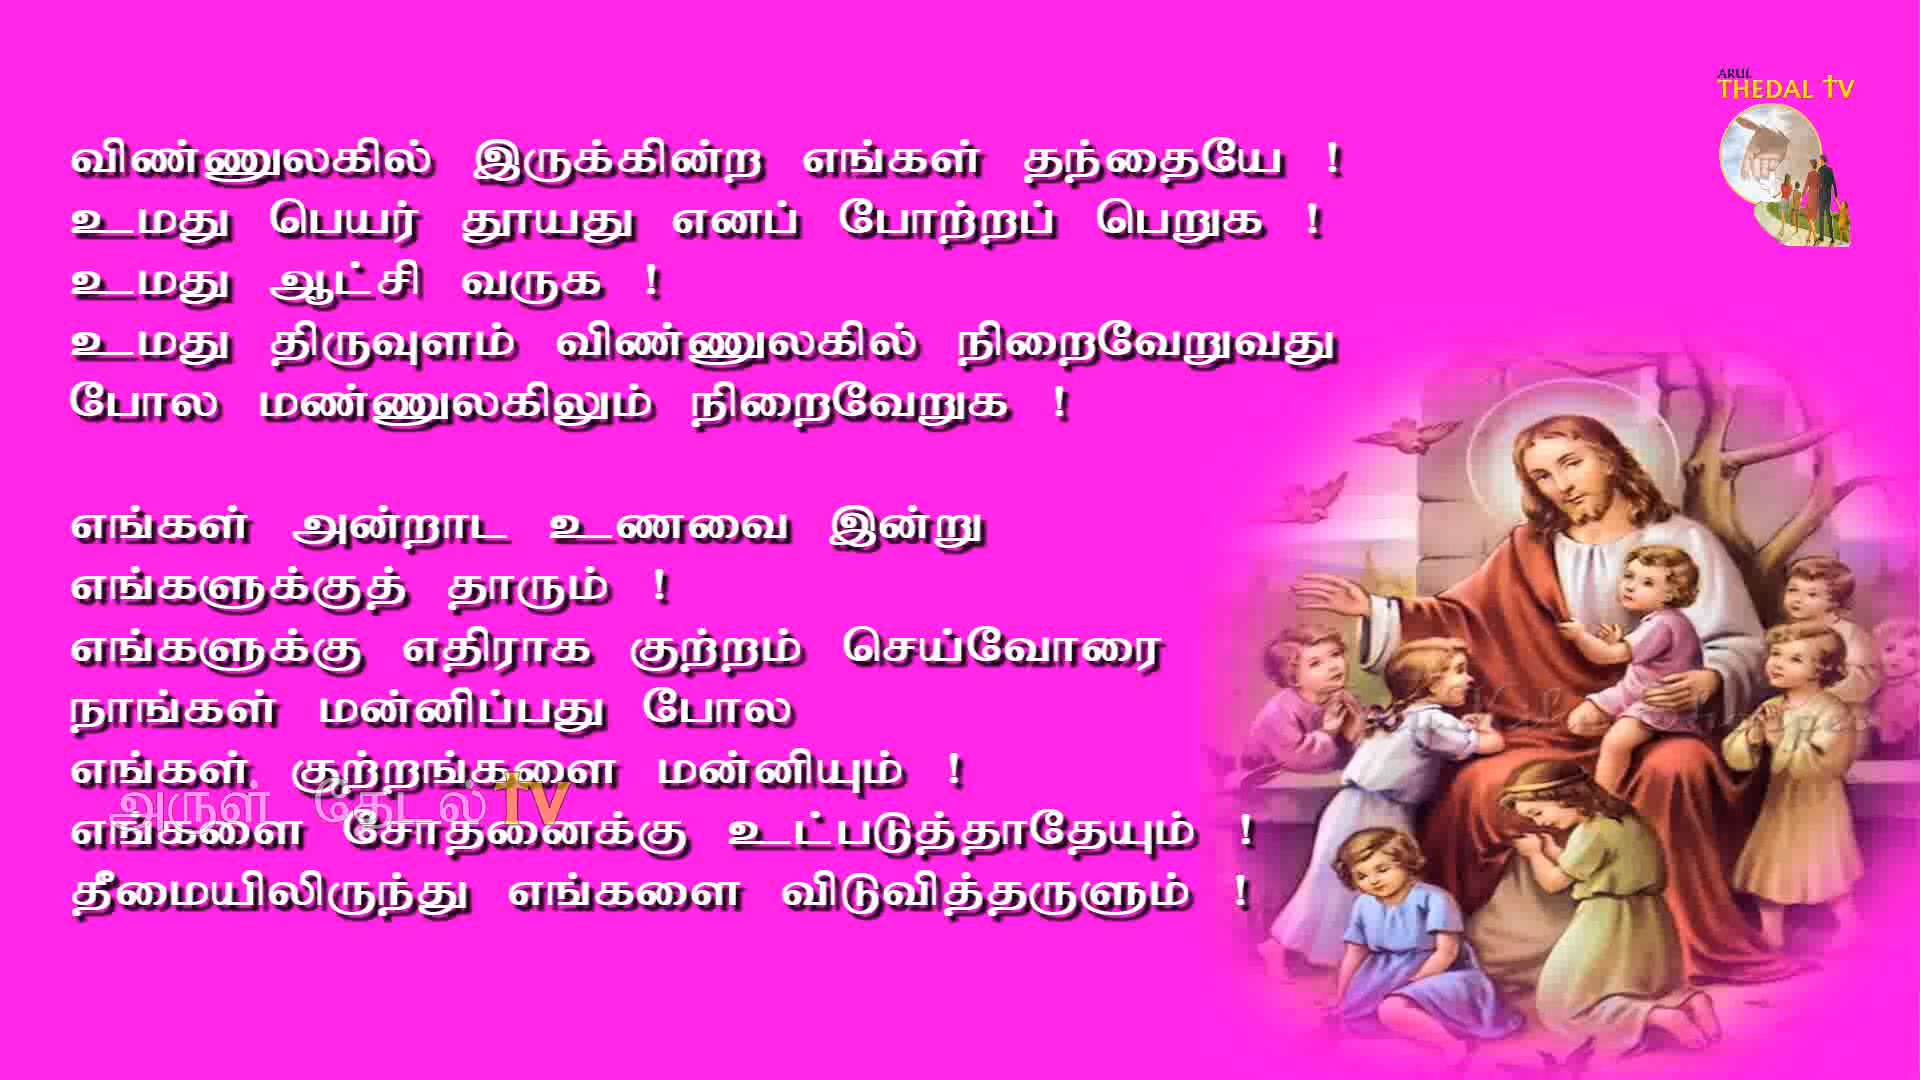 ARUL
THEDAL TV
விண்ணுலகில் இருக்கின்ற எங்கள் தந்தையே !
உமது பெயர் தூயது எனப் போற்றப் பெறுக !
உமது ஆட்சி வருக !
உமது திருவுளம் விண்ணுலகில் நிறைவேறுவது
போல மண்ணுலகிலும் நிறைவேறுக !
எங்கள் அன்றாட உணவை இன்று
எங்களுக்குத் தாரும் !
எங்களுக்கு எதிராக குற்றம் செய்வோரை
நாங்கள் மன்னிப்பது போல
எங்கள் குற்றங்களை மன்னியும் !
அருள் தேடல் TV
எங்களை சோதனைக்கு உட்படுத்தாதேயும் !
தீமையிலிருந்து எங்களை விடுவித்தருளும் !